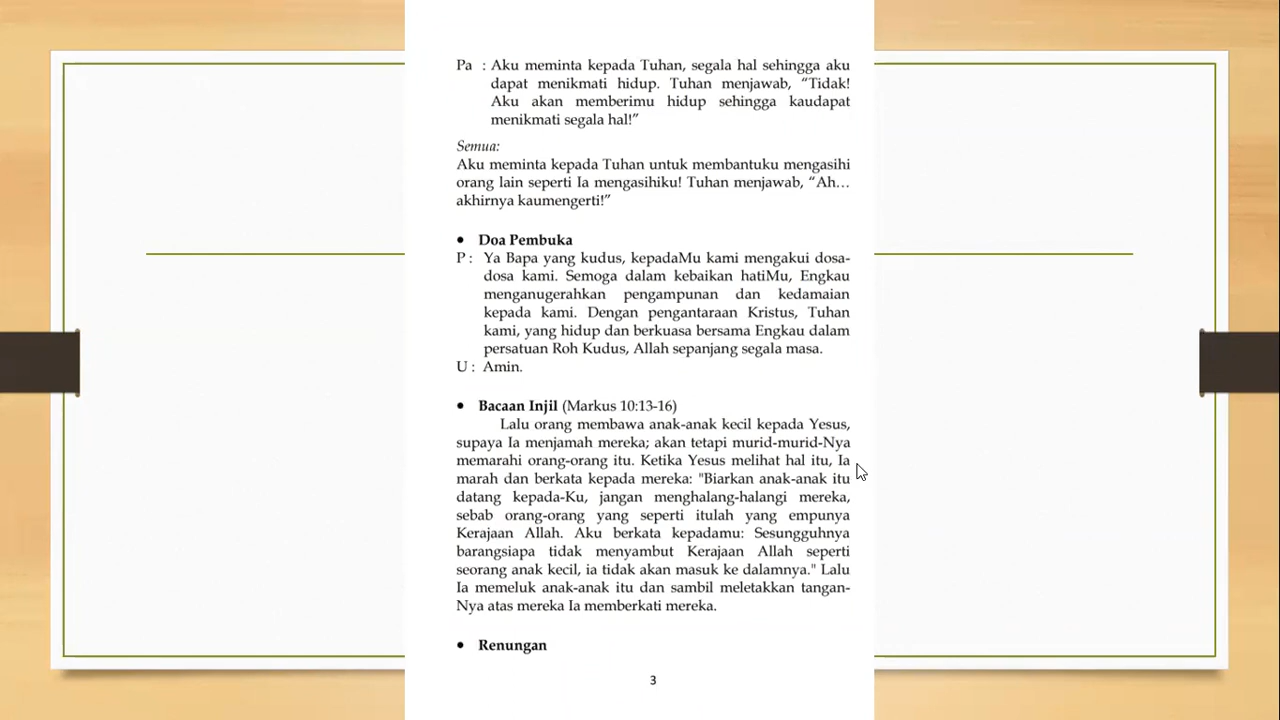 Pa : Aku meminta kepada Tuhan, segala hal sehingga aku
dapat menikmati hidup. Tuhan menjawab, “Tidak!
Aku akan memberimu hidup sehingga kaudapat
menikmati segala hal!”
Semua:
Aku meminta kepada Tuhan untuk membantuku mengasihi
orang lain seperti Ia mengasihiku! Tuhan menjawab, “Ah…
akhirnya kaumengerti!”
• Doa Pembuka
P : Ya Bapa yang kudus, kepadaMu kami mengakui dosa-
dosa kami. Semoga dalam kebaikan hatiMu, Engkau
menganugerahkan pengampunan dan kedamaian
kepada kami. Dengan pengantaraan Kristus, Tuhan
kami, yang hidup dan berkuasa bersama Engkau dalam
persatuan Roh Kudus, Allah sepanjang segala masa.
U : Amin.
• Bacaan Injil (Markus 10:13-16)
Lalu orang membawa anak-anak kecil kepada Yesus,
supaya Ia menjamah mereka; akan tetapi murid-murid-Nya
memarahi orang-orang itu. Ketika Yesus melihat hal itu, Ia
marah dan berkata kepada mereka: "Biarkan anak-anak itu
datang kepada-Ku, jangan menghalang-halangi mereka,
sebab orang-orang yang seperti itulah yang empunya
Kerajaan Allah. Aku berkata kepadamu: Sesungguhnya
barangsiapa tidak menyambut Kerajaan Allah seperti
seorang anak kecil, ia tidak akan masuk ke dalamnya." Lalu
Ia memeluk anak-anak itu dan sambil meletakkan tangan-
Nya atas mereka Ia memberkati mereka.
• Renungan
3